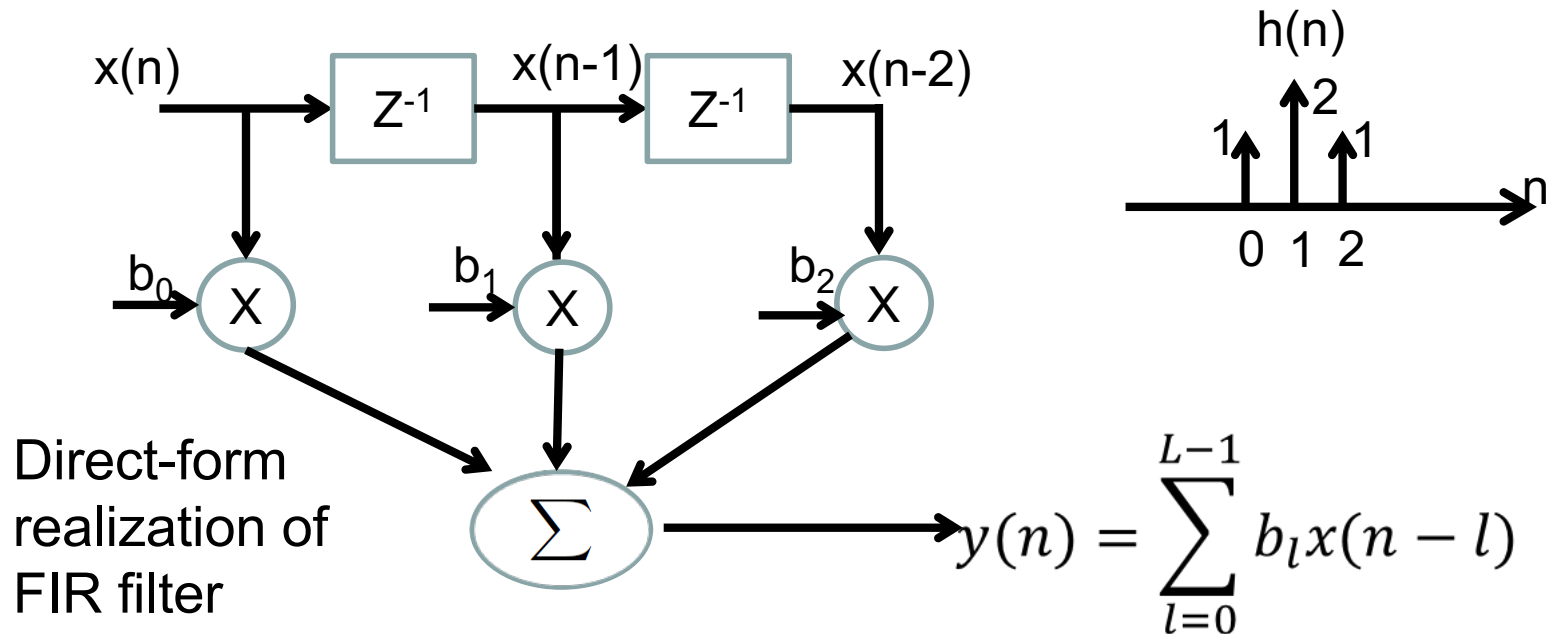 x(n)
Z⁻¹
x(n-1)
Z⁻¹
x(n-2)
b₀
X
b₁
X
b₂
X
∑
h(n)
1
2
1
n
0 1 2
Direct-form
realization of
FIR filter
y(n) = ∑_{l=0}^{L−1} b_l x(n − l)